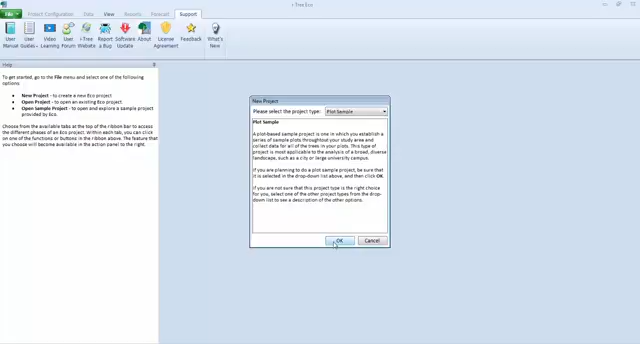 i-Tree Eco
File
Project Configuration
Data
View
Reports
Forecast
Support
User Manual
User Guides
Video Learning
User Forum
i-Tree Website
Report a Bug
Software Update
About
License Agreement
Feedback
What's New
Help
To get started, go to the File menu and select one of the following
options:
• New Project - to create a new Eco project
• Open Project - to open an existing Eco project.
• Open Sample Project - to open and explore a sample project
provided by Eco.
Choose from the available tabs at the top of the ribbon bar to access
the different phases of an Eco project. Within each tab, you can click
on one of the functions or buttons in the ribbon above. The feature that
you choose will become available in the action panel to the right.
New Project
Please select the project type:
Plot Sample
Plot Sample
A plot-based sample project is one in which you establish a
series of sample plots throughout your study area and
collect data for all of the trees in your plots. This type of
project is most applicable to the analysis of a broad, diverse
landscape, such as a city or large university campus.
If you are planning to do a plot sample project, be sure that
it is selected in the drop-down list above, and then click OK.
If you are not sure that this project type is the right choice
for you, select one of the other project types from the drop-
down list to see a description of the other options.
OK
Cancel